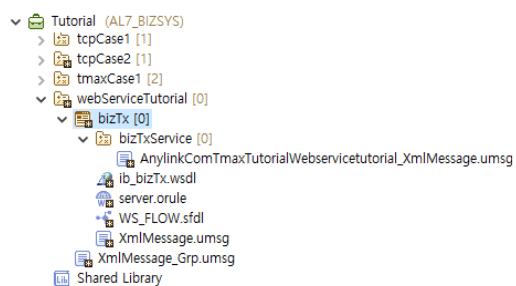 Tutorial (AL7_BIZSYS)
tcpCase1 [1]
tcpCase2 [1]
tmaxCase1 [2]
webServiceTutorial [0]
bizTx [0]
bizTxService [0]
AnylinkComTmaxTutorialWebservicetutorial_XmlMessage.umsg
ib_bizTx.wsdl
server.orule
WS_FLOW.sfdl
XmlMessage.umsg
XmlMessage_Grp.umsg
Shared Library